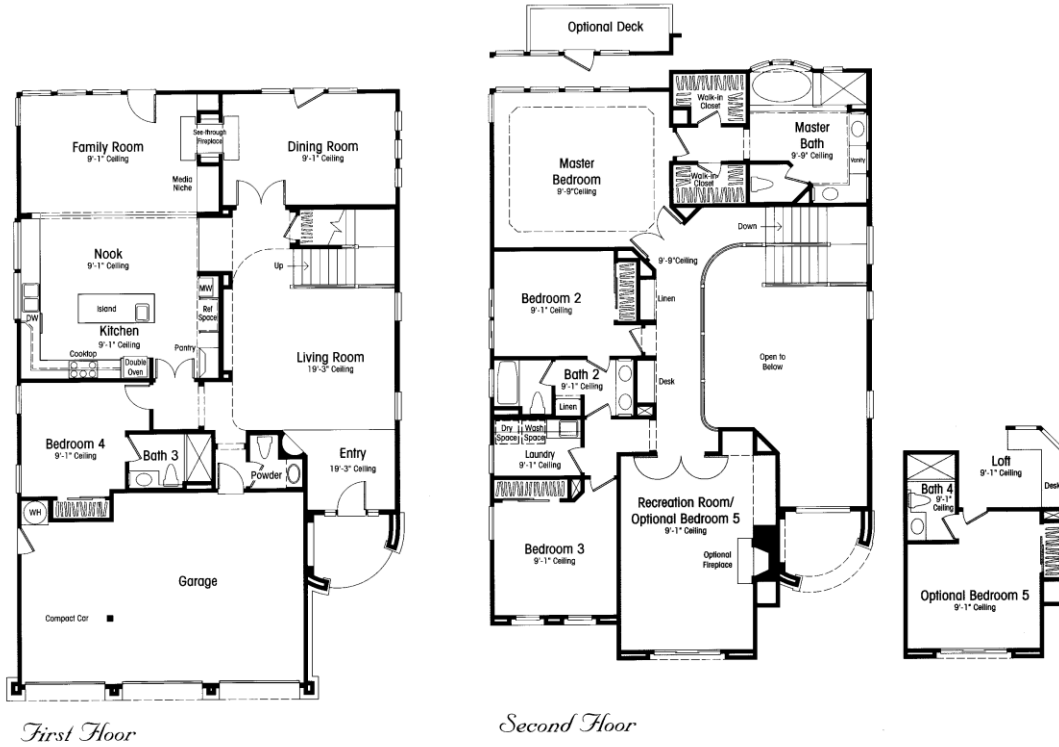 Optional Deck
Family Room
9'-1" Ceiling
See-through
Fireplace
Dining Room
9'-1" Ceiling
Media
Niche
Nook
9'-1" Ceiling
Up
MW
Ref
Space
Island
DW
Kitchen
9'-1" Ceiling
Cooktop
Pantry
Double
Oven
Living Room
19'-3" Ceiling
Bedroom 4
9'-1" Ceiling
Bath 3
Powder
Entry
19'-3" Ceiling
WH
Garage
Compact Car
First Floor
Walk-in
Closet
Master
Bath
9'-9" Ceiling
Vanity
Master
Bedroom
9'-9"Ceiling
Walk-in
Closet
Down
9'-9"Ceiling
Bedroom 2
9'-1" Ceiling
Linen
Open to
Below
Bath 2
9'-1" Ceiling
Desk
Linen
Dry
Space
Wash
Space
Laundry
9'-1" Ceiling
Recreation Room/
Optional Bedroom 5
9'-1" Ceiling
Bedroom 3
9'-1" Ceiling
Optional
Fireplace
Second Floor
Loft
9'-1" Ceiling
Desk
Bath 4
9'-1"
Ceiling
Optional Bedroom 5
9'-1" Ceiling